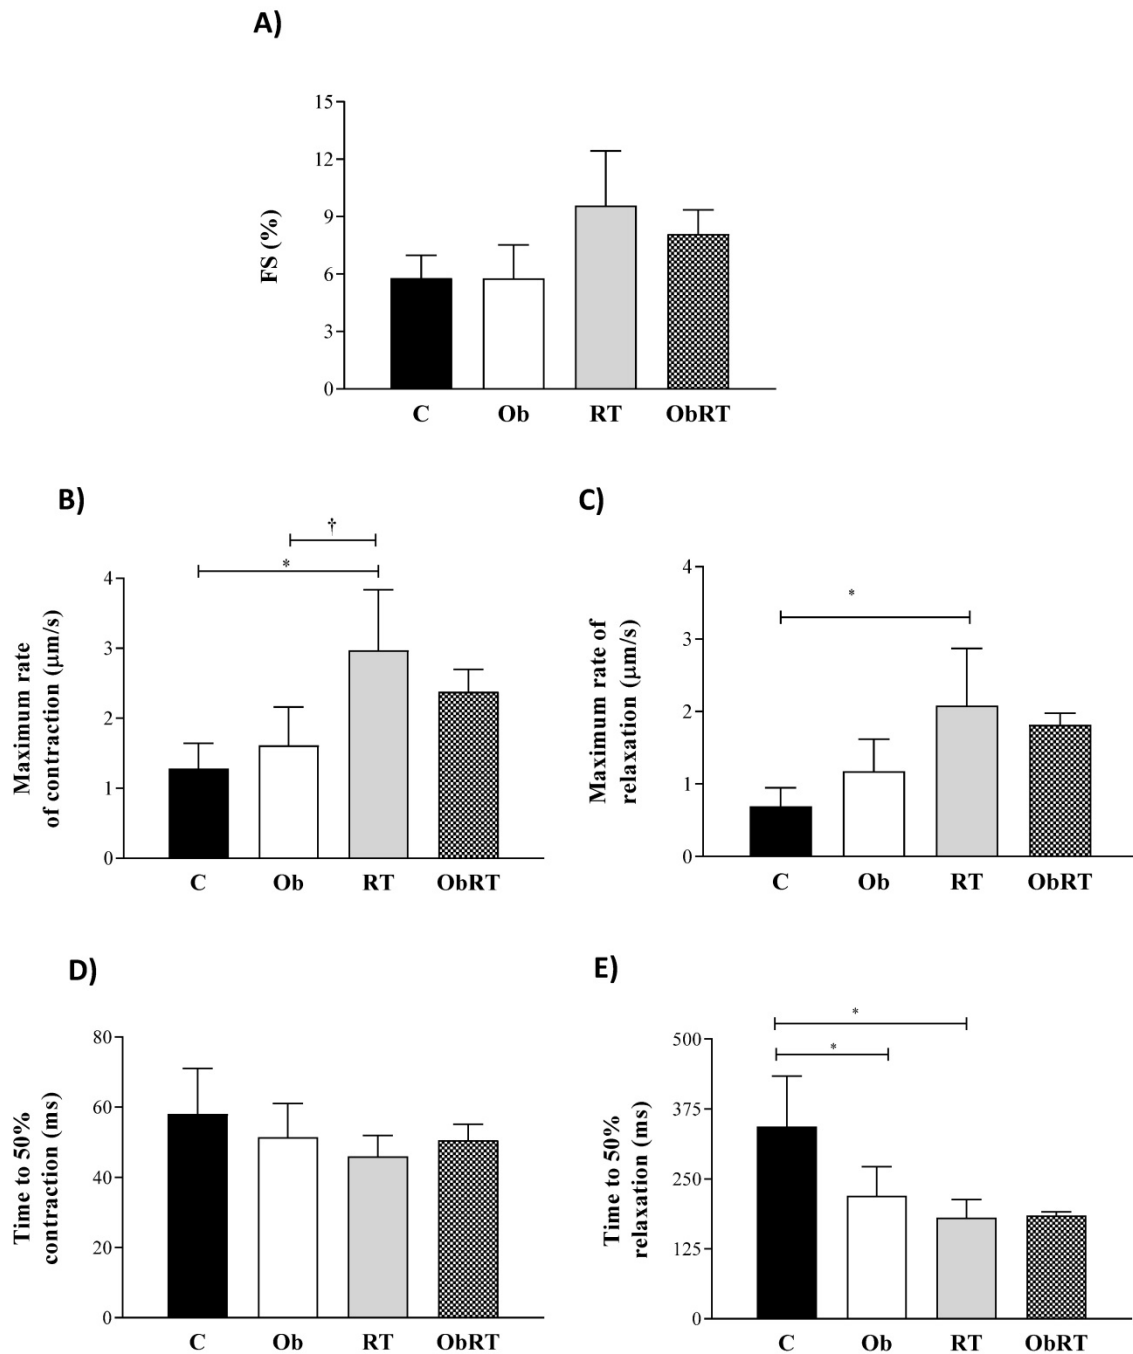 A)
15
12
9
6
3
0
FS (%)
C Ob RT ObRT
B)
†
*
4
3
2
1
0
Maximum rate
of contraction (μm/s)
C Ob RT ObRT
C)
*
4
3
2
1
0
Maximum rate of
relaxation (μm/s)
C Ob RT ObRT
D)
80
60
40
20
0
Time to 50%
contraction (ms)
C Ob RT ObRT
E)
*
*
500
375
250
125
0
Time to 50%
relaxation (ms)
C Ob RT ObRT